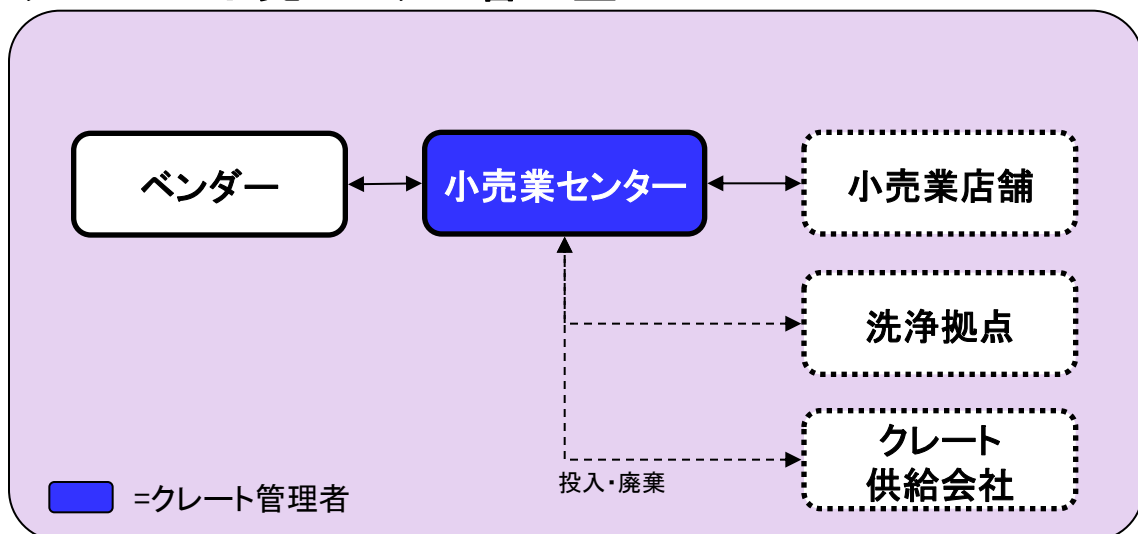 ベンダー
小売業センター
小売業店舗
洗浄拠点
クレート
供給会社
投入・廃棄
=クレート管理者